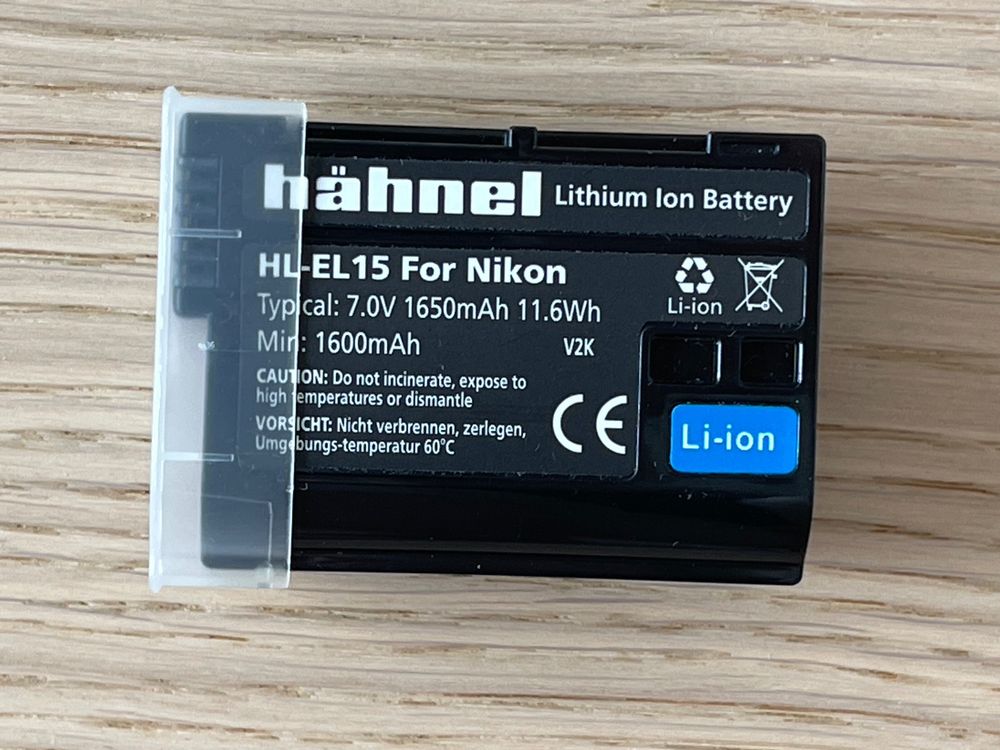 hähnel Lithium Ion Battery
HL-EL15 For Nikon
Typical: 7.0V 1650mAh 11.6Wh
Li-ion
Min: 1600mAh
V2K
CAUTION: Do not incinerate, expose to
high temperatures or dismantle
VORSICHT: Nicht verbrennen, zerlegen,
Umgebungs-temperatur 60°C
CE
Li-ion